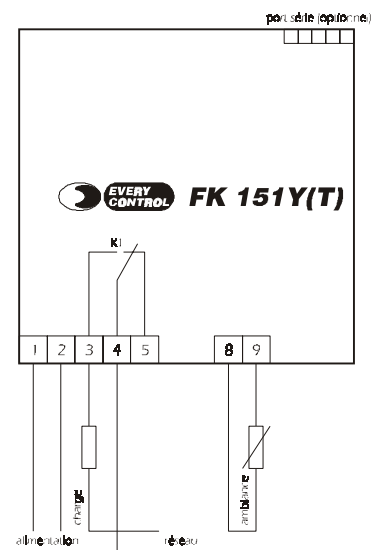 port série (optionnel)
EVERY
CONTROL
FK 151Y(T)
K1
1 2 3 4 5 8 9
charge
ambiance
alimentation
réseau